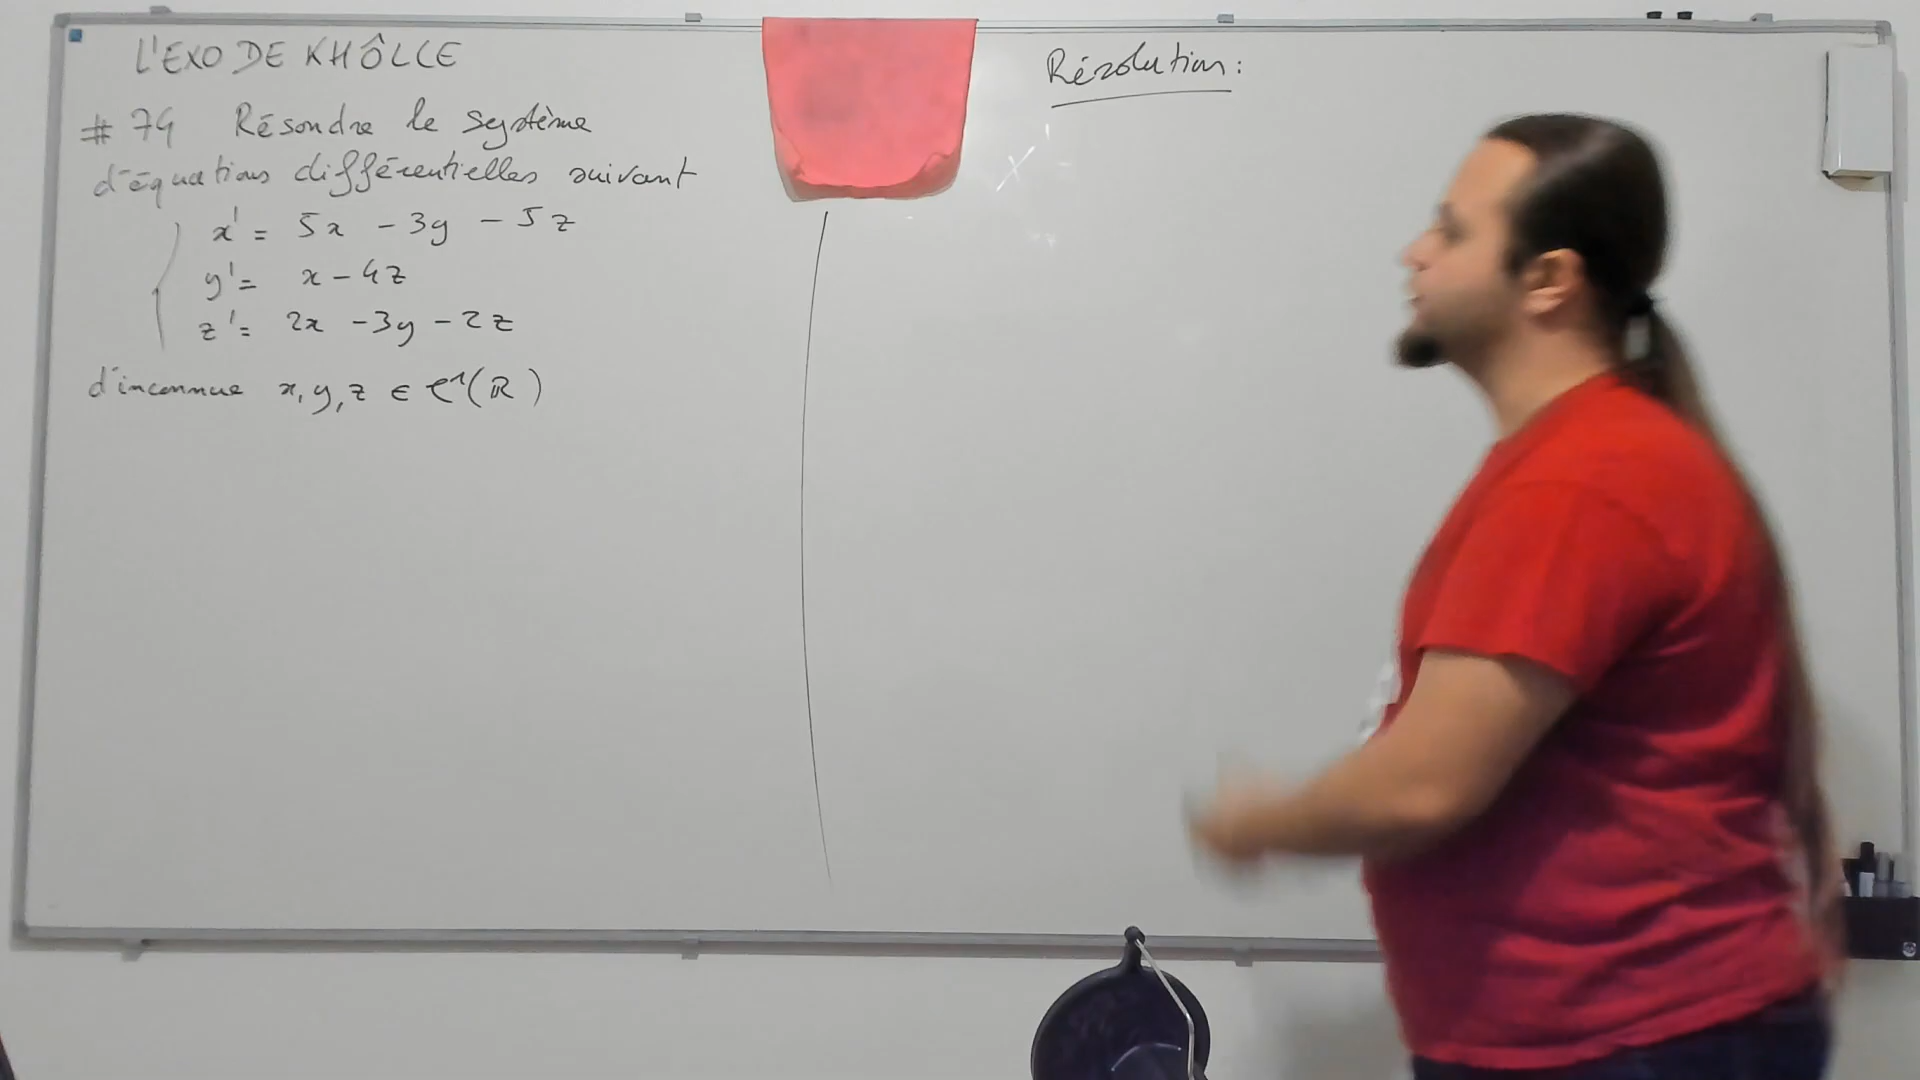 L'EXO DE KHÔLLE
# 74 Résoudre le système
d'équations différentielles suivant
x' = 5x - 3y - 5z
y' = x - 4z
z' = 2x - 3y - 2z
d'inconnue x, y, z ∈ C¹(ℝ)
Résolution :